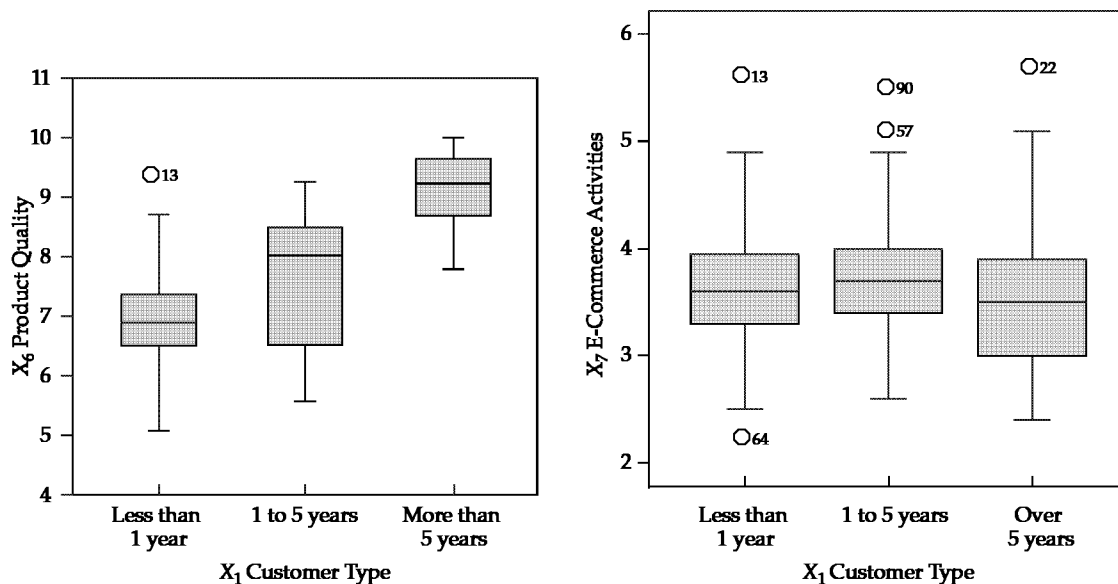 11
10
9
8
7
6
5
4
X6 Product Quality
13
Less than
1 year
1 to 5 years
More than
5 years
X1 Customer Type
6
5
4
3
2
X7 E-Commerce Activities
13
64
90
57
22
Less than
1 year
1 to 5 years
Over
5 years
X1 Customer Type